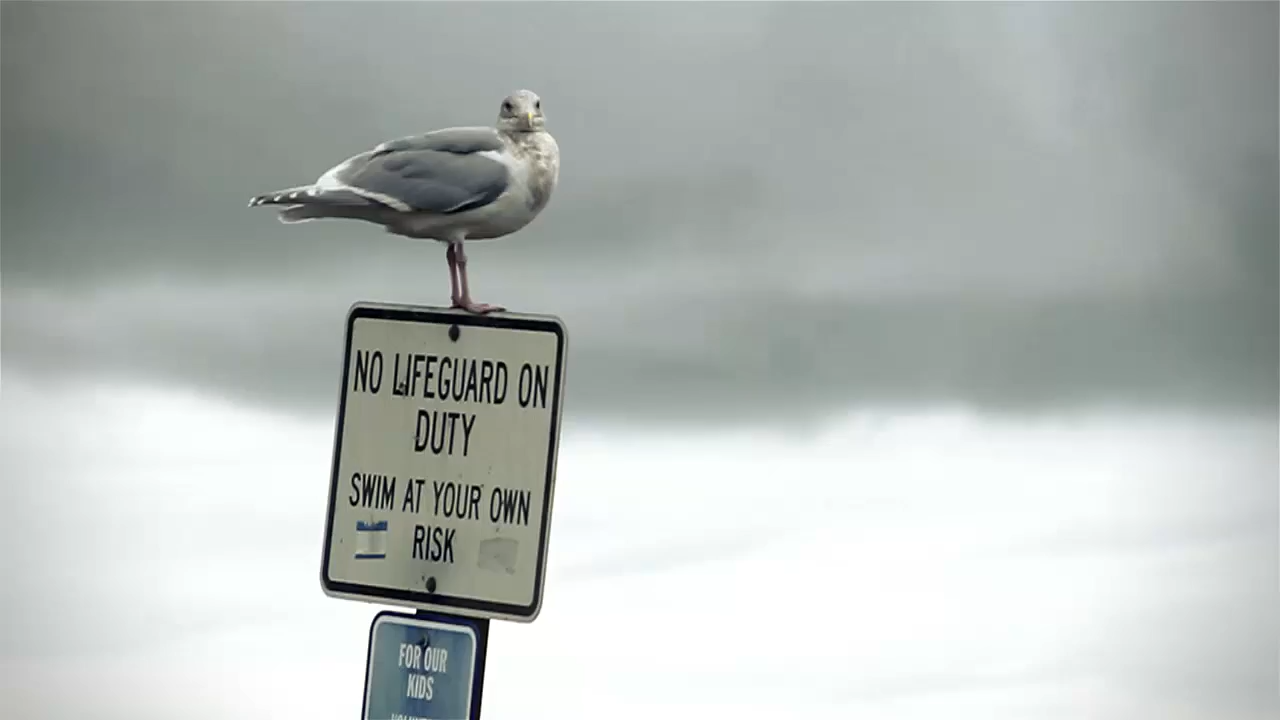 NO LIFEGUARD ON
DUTY
SWIM AT YOUR OWN
RISK
FOR OUR
KIDS